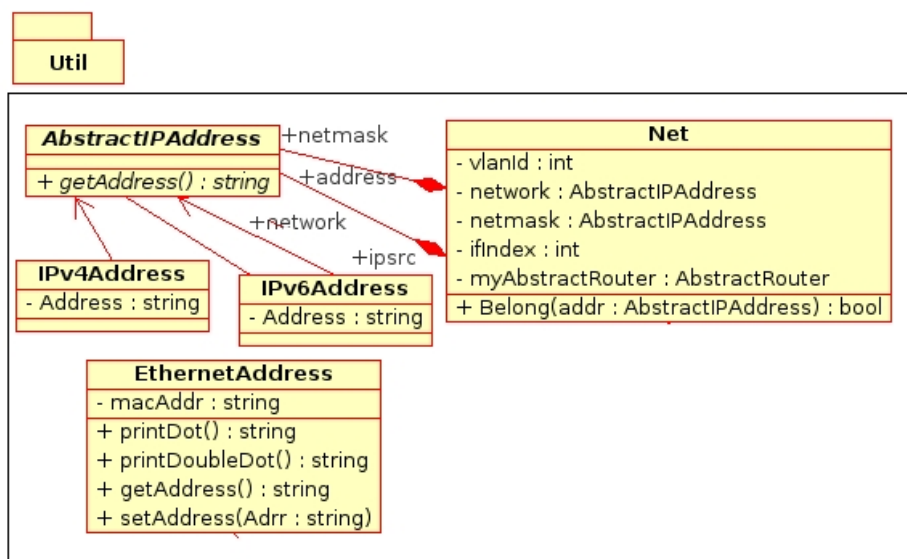 Util
AbstractIPAddress
+ getAddress() : string
+netmask
+address
+network
+ipsrc
Net
- vlanId : int
- network : AbstractIPAddress
- netmask : AbstractIPAddress
- ifIndex : int
- myAbstractRouter : AbstractRouter
+ Belong(addr : AbstractIPAddress) : bool
IPv4Address
- Address : string
IPv6Address
- Address : string
EthernetAddress
- macAddr : string
+ printDot() : string
+ printDoubleDot() : string
+ getAddress() : string
+ setAddress(Adrr : string)